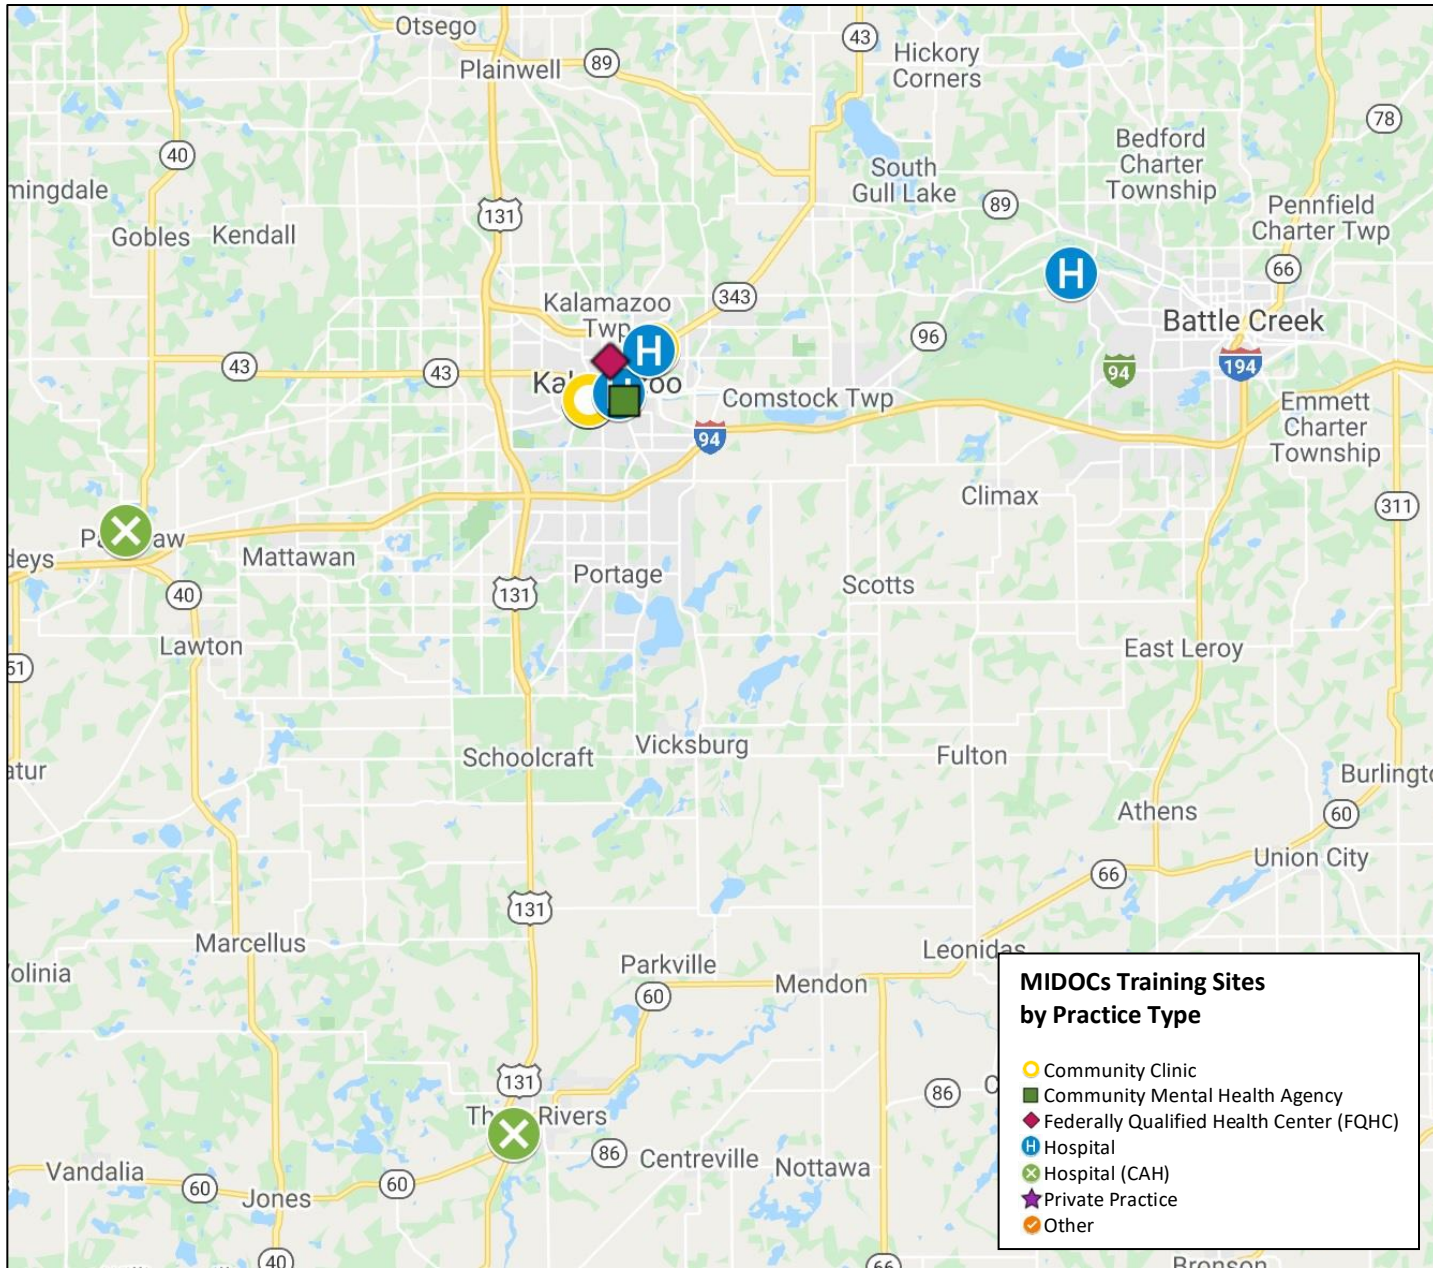 Otsego
43
Hickory
Corners
Plainwell
89
78
Bedford
Charter
Township
40
South
Gull Lake
mingdale
89
131
Pennfield
Charter Twp
Gobles
Kendall
66
H
Kalamazoo
Twp
343
Battle Creek
96
H
43
43
194
94
Comstock Twp
Emmett
Charter
Township
94
Climax
311
deys
Mattawan
Portage
Scotts
131
40
Lawton
East Leroy
51
Vicksburg
Schoolcraft
Fulton
atur
Burlingto
Athens
60
Union City
66
131
Marcellus
Leonidas
Parkville
olinia
Mendon
60
131
86
Rivers
86
Centreville
Nottawa
Vandalia
60
60
Jones
40
66
Bronson
MIDOCs Training Sites
by Practice Type
Community Clinic
Community Mental Health Agency
Federally Qualified Health Center (FQHC)
H Hospital
Hospital (CAH)
Private Practice
Other